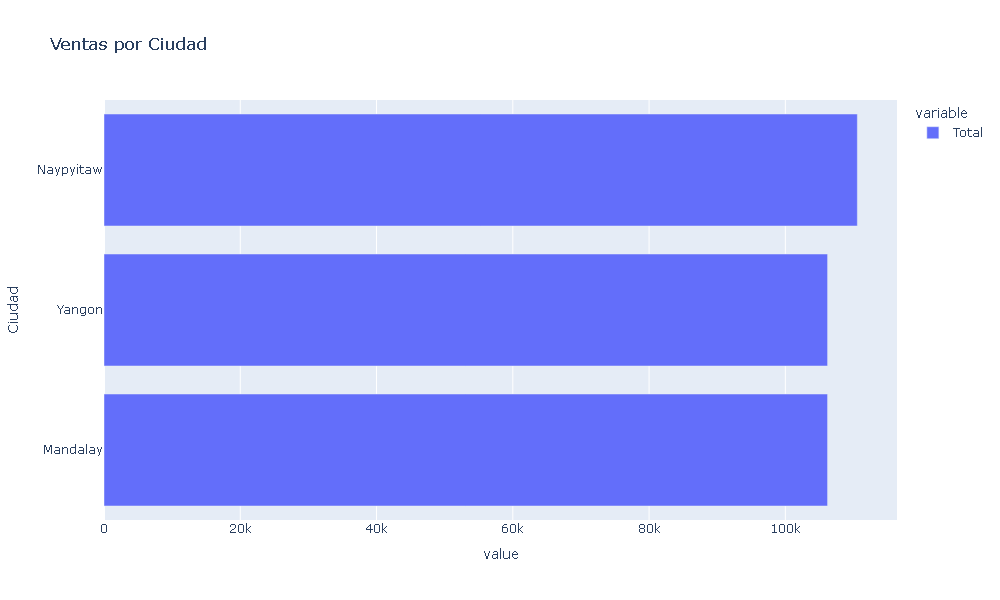 Ventas por Ciudad
variable
Total
Naypyitaw
Yangon
Mandalay
Ciudad
0 20k 40k 60k 80k 100k
value